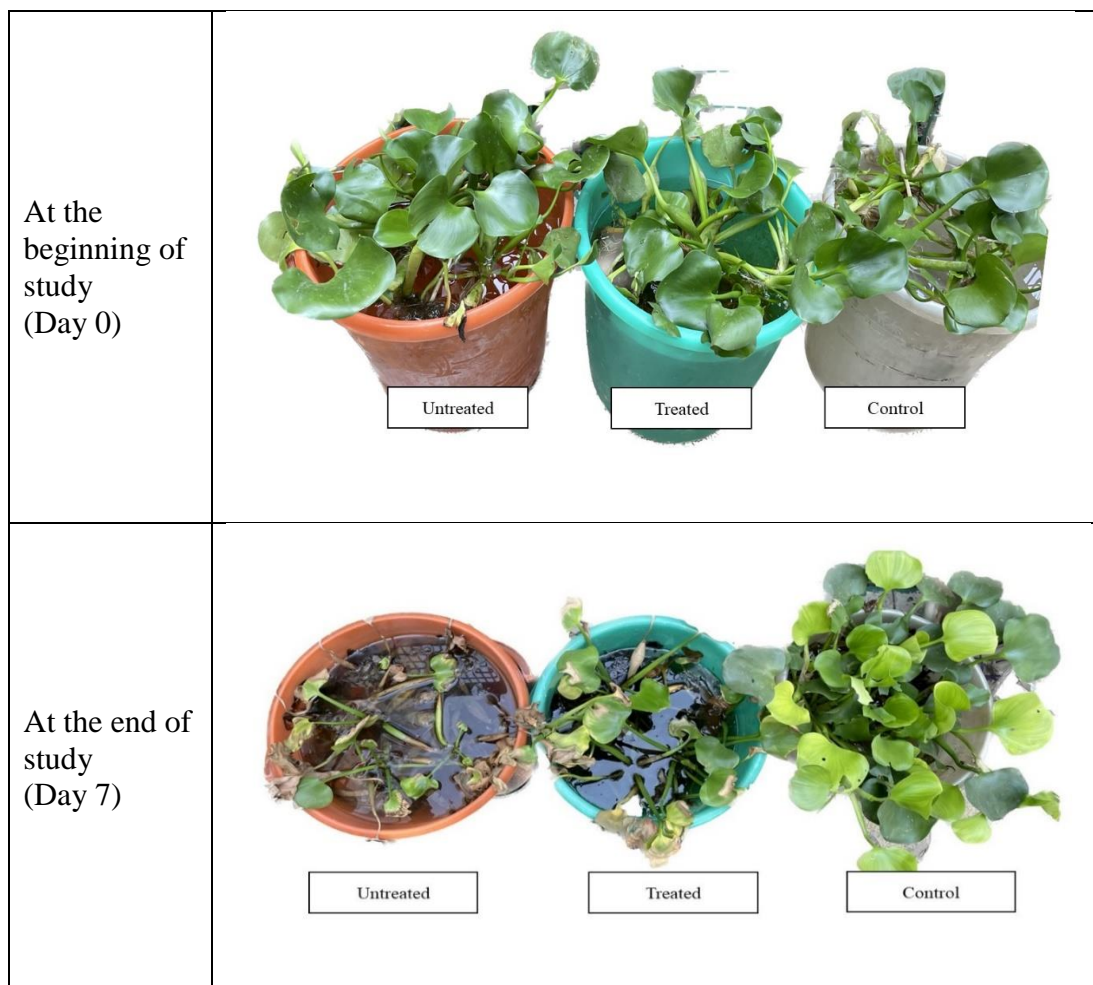 At the
beginning of
study
(Day 0)
Untreated
Treated
Control
At the end of
study
(Day 7)
Untreated
Treated
Control